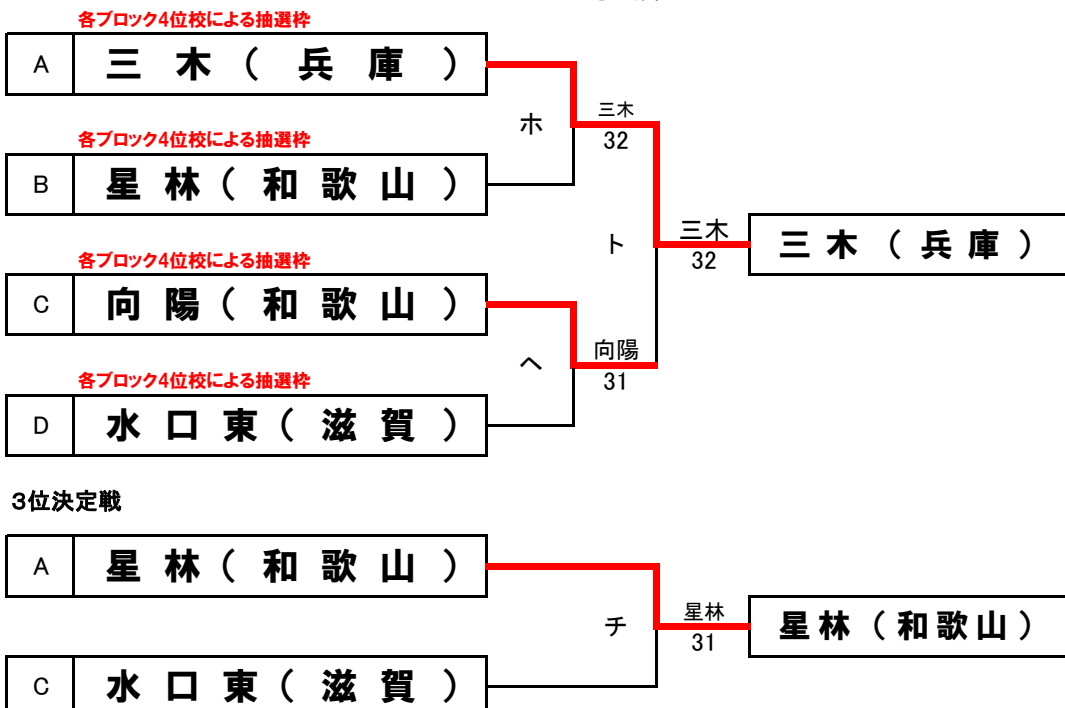 各ブロック4位校による抽選枠
A 三木(兵庫)
ホ
三木
32
各ブロック4位校による抽選枠
B 星林(和歌山)
ト
三木
32
三木(兵庫)
各ブロック4位校による抽選枠
C 向陽(和歌山)
ヘ
向陽
31
各ブロック4位校による抽選枠
D 水口東(滋賀)
3位決定戦
A 星林(和歌山)
チ
星林
31
星林(和歌山)
C 水口東(滋賀)